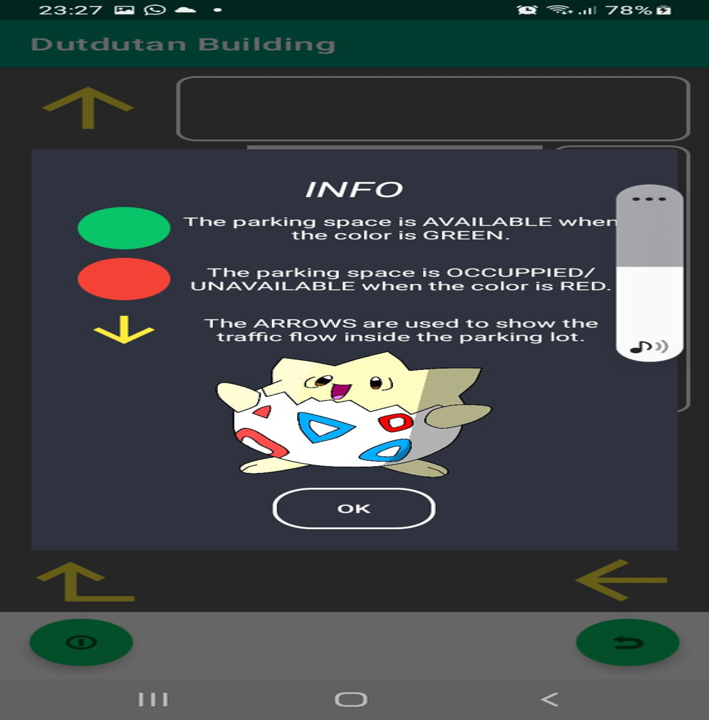 23:27
78%
Dutdutan Building
INFO
The parking space is AVAILABLE when
the color is GREEN.
The parking space is OCCUPPIED/
UNAVAILABLE when the color is RED.
The ARROWS are used to show the
traffic flow inside the parking lot.
OK